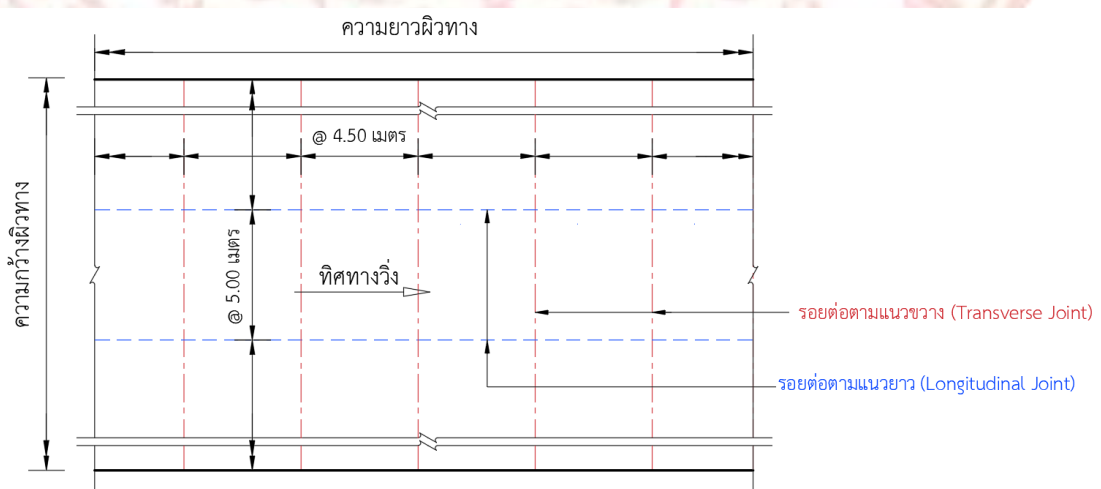 ความยาวผิวทาง
@ 4.50 เมตร
ความกว้างผิวทาง
@ 5.00 เมตร
ทิศทางวิ่ง
รอยต่อตามแนวขวาง (Transverse Joint)
รอยต่อตามแนวยาว (Longitudinal Joint)